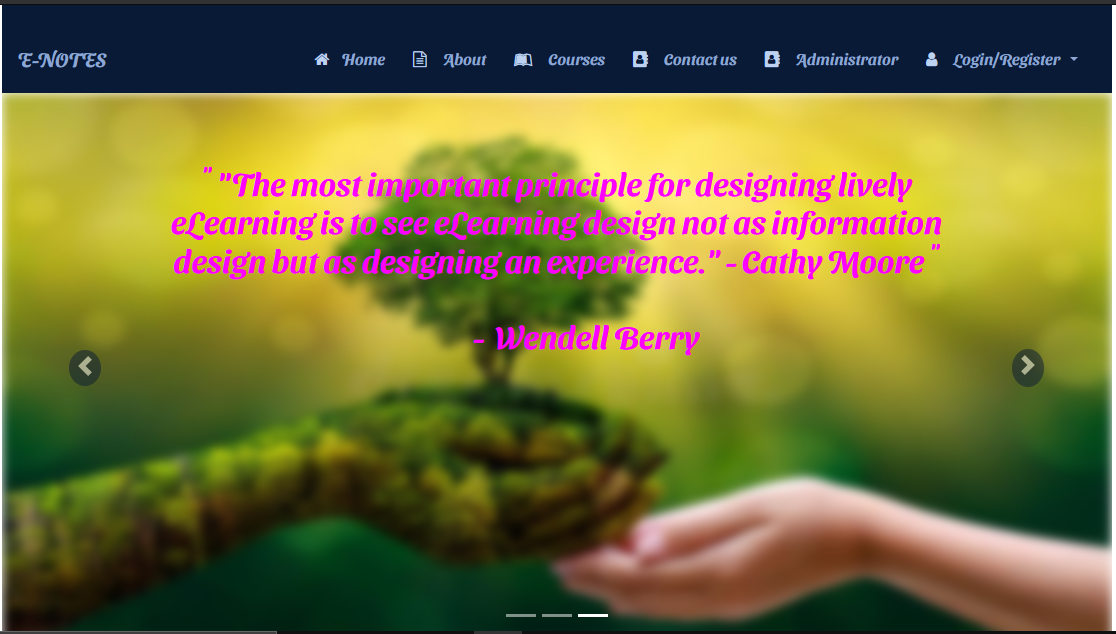 E-NOTES
Home
About
Courses
Contact us
Administrator
Login/Register
" "The most important principle for designing lively
eLearning is to see eLearning design not as information
design but as designing an experience." - Cathy Moore "
- Wendell Berry